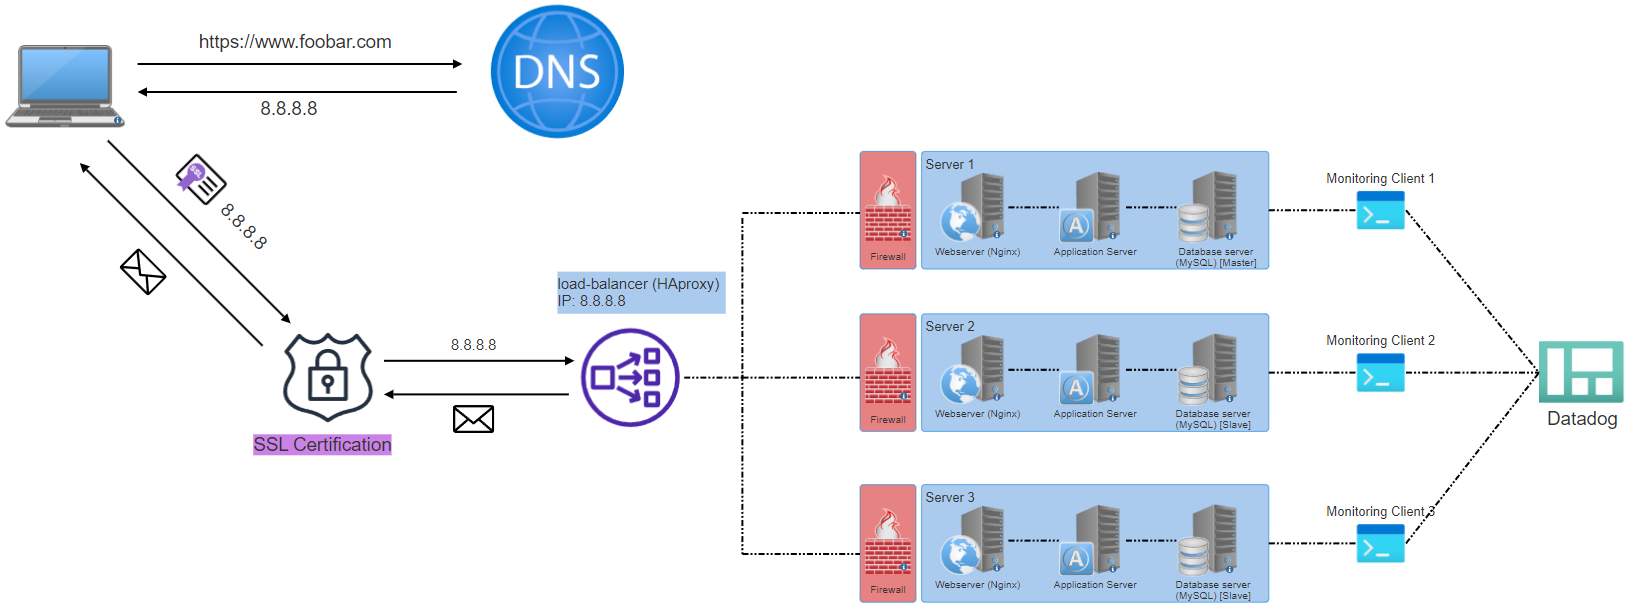 https://www.foobar.com
DNS
8.8.8.8
SSL
8.8.8.8
SSL Certification
8.8.8.8
load-balancer (HAproxy)
IP: 8.8.8.8
Firewall
Server 1
Webserver (Nginx)
A
Application Server
Database server
(MySQL) [Master]
Monitoring Client 1
Firewall
Server 2
Webserver (Nginx)
A
Application Server
Database server
(MySQL) [Slave]
Monitoring Client 2
Firewall
Server 3
Webserver (Nginx)
A
Application Server
Database server
(MySQL) [Slave]
Monitoring Client 3
Datadog